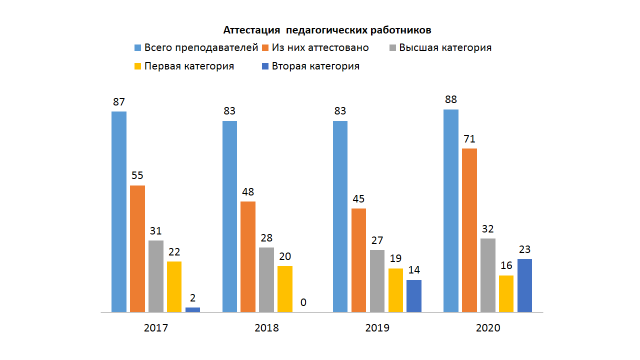 Аттестация педагогических работников
Всего преподавателей Из них аттестовано Высшая категория
Первая категория Вторая категория
87 55 31 22 2
83 48 28 20 0
83 45 27 19 14
88 71 32 16 23
2017 2018 2019 2020